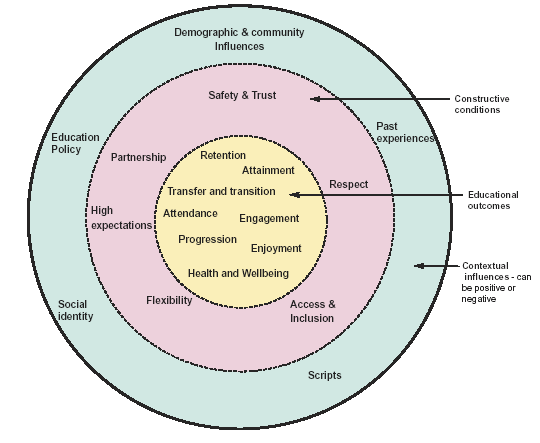 Demographic & community
Influences
Safety & Trust
Constructive
conditions
Past
experiences
Education
Policy
Partnership
Retention
Attainment
Respect
Transfer and transition
Educational
outcomes
High
expectations
Attendance
Engagement
Progression
Enjoyment
Health and Wellbeing
Contextual
influences - can
be positive or
negative
Social
identity
Flexibility
Access &
Inclusion
Scripts